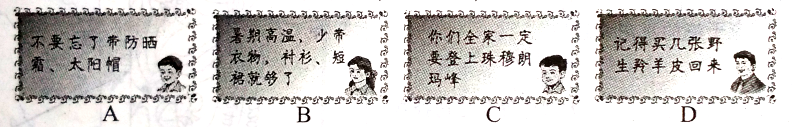 不要忘了带防晒
霜、太阳帽
暑期高温，少带
衣物，衬衫、短
裙就够了
你们全家一定
要登上珠穆朗
玛峰
记得买几张野
生羚羊皮回来
A
B
C
D